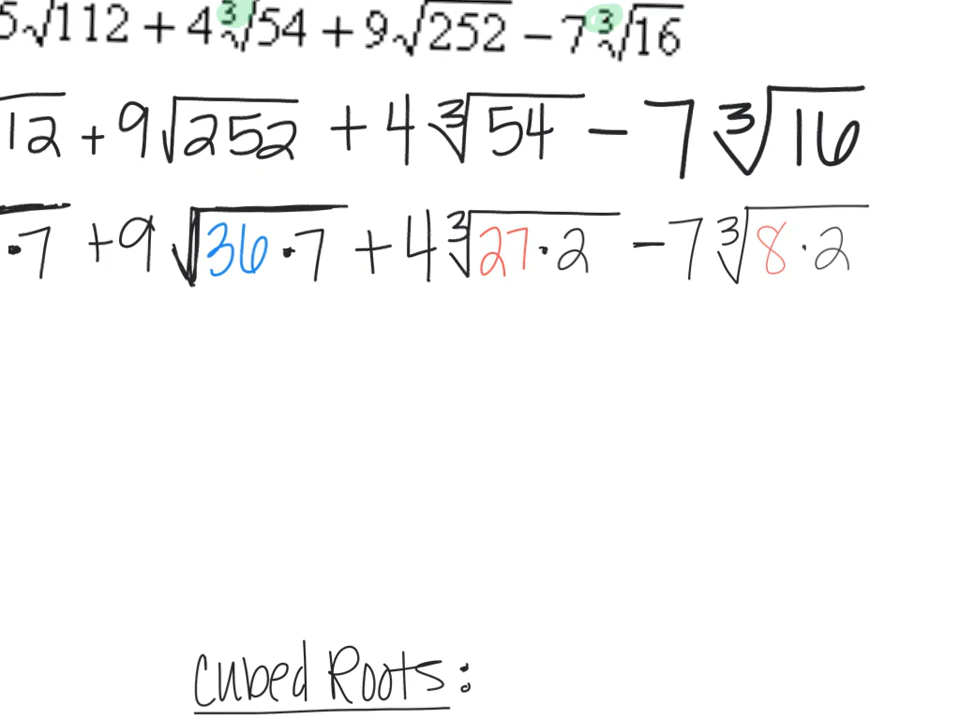 5√112 + 4∛54 + 9√252 − 7∛16
12 + 9√252 + 4∛54 − 7∛16
·7 + 9√36·7 + 4∛27·2 − 7∛8·2
Cubed Roots: